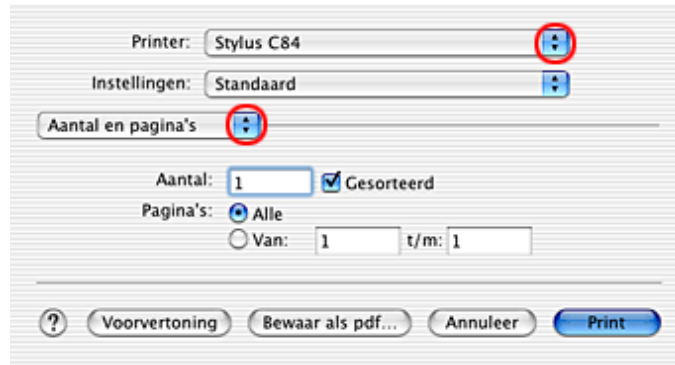 Printer: Stylus C84
Instellingen: Standaard
Aantal en pagina's
Aantal: 1 Gesorteerd
Pagina's: Alle
Van: 1 t/m: 1
? Voorvertoning Bewaar als pdf... Annuleer Print